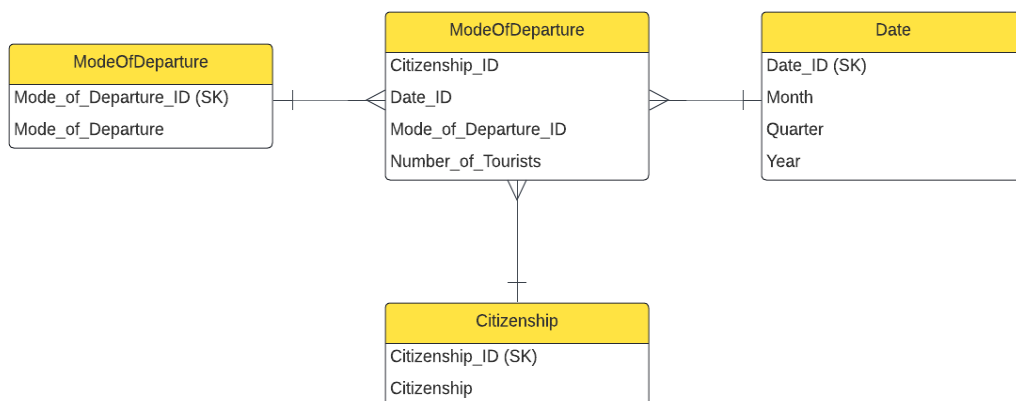 ModeOfDeparture
Mode_of_Departure_ID (SK)
Mode_of_Departure
ModeOfDeparture
Citizenship_ID
Date_ID
Mode_of_Departure_ID
Number_of_Tourists
Date
Date_ID (SK)
Month
Quarter
Year
Citizenship
Citizenship_ID (SK)
Citizenship